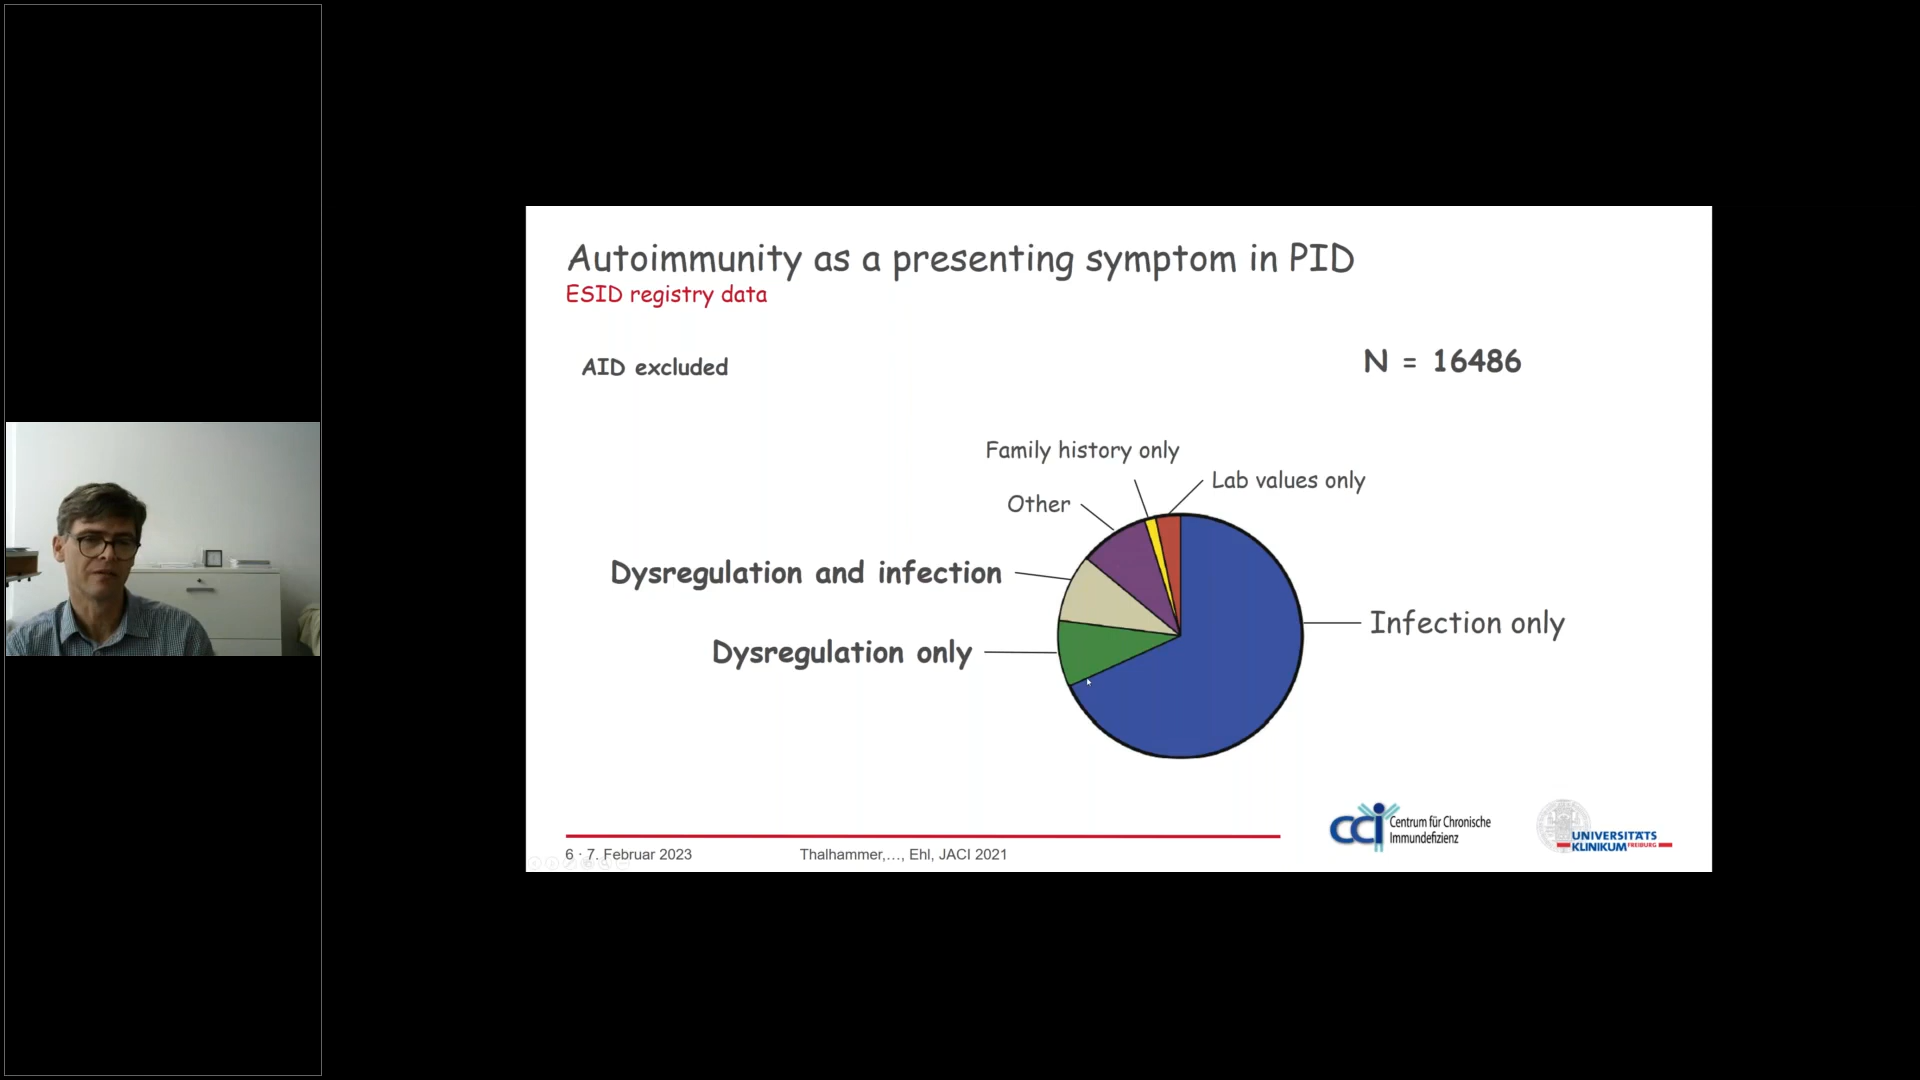 Autoimmunity as a presenting symptom in PID
ESID registry data
AID excluded
N = 16486
Family history only
Lab values only
Other
Dysregulation and infection
Infection only
Dysregulation only
cci Centrum für Chronische
Immundefizienz
UNIVERSITÄTS
KLINIKUM FREIBURG
6 · 7. Februar 2023
Thalhammer,..., Ehl, JACI 2021